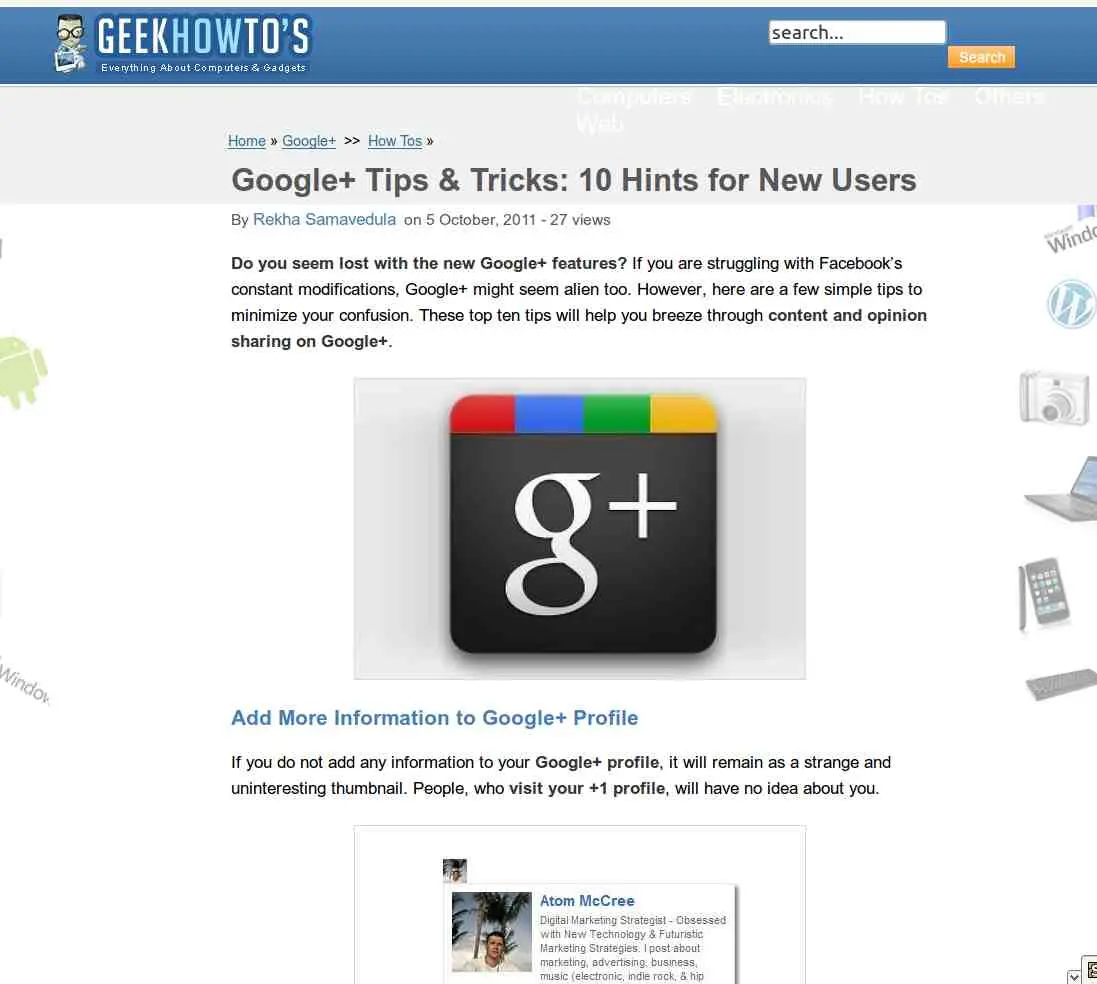 GEEKHOWTO'S
Everything About Computers & Gadgets
search...
Search
Computers Electronics How Tos Others
Web
Home » Google+ >> How Tos »
Google+ Tips & Tricks: 10 Hints for New Users
By Rekha Samavedula on 5 October, 2011 - 27 views
Do you seem lost with the new Google+ features? If you are struggling with Facebook's
constant modifications, Google+ might seem alien too. However, here are a few simple tips to
minimize your confusion. These top ten tips will help you breeze through content and opinion
sharing on Google+.
g+
Add More Information to Google+ Profile
If you do not add any information to your Google+ profile, it will remain as a strange and
uninteresting thumbnail. People, who visit your +1 profile, will have no idea about you.
Atom McCree
Digital Marketing Strategist - Obsessed
with New Technology & Futuristic
Marketing Strategies. I post about
marketing, advertising, business,
music (electronic, indie rock, & hip